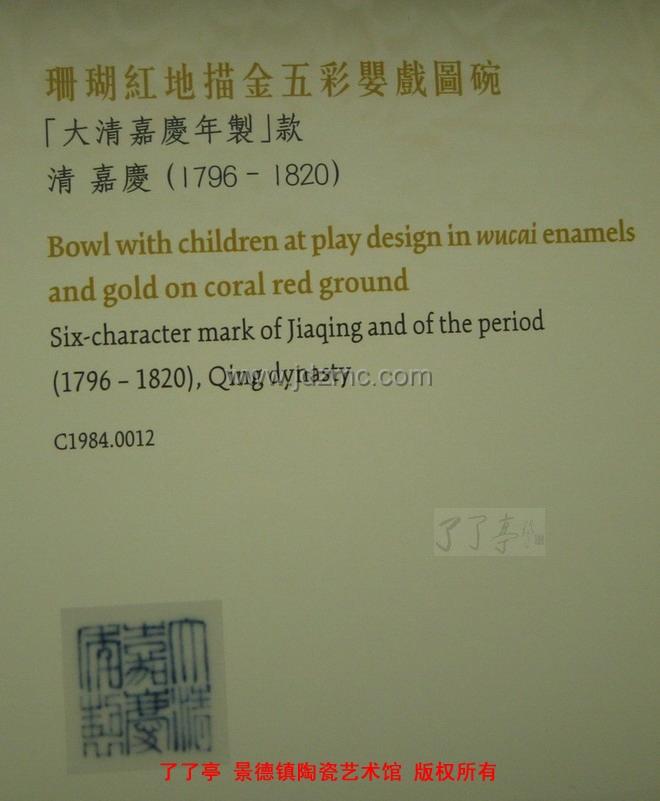 珊瑚紅地描金五彩嬰戲圖碗
「大清嘉慶年製」款
清 嘉慶 (1796 - 1820)
Bowl with children at play design in wucai enamels
and gold on coral red ground
Six-character mark of Jiaqing and of the period
(1796 – 1820), Qing dynasty
www.jdzmc.com
C1984.0012
了了亭
大清
嘉慶
年製
了了亭 景德镇陶瓷艺术馆 版权所有